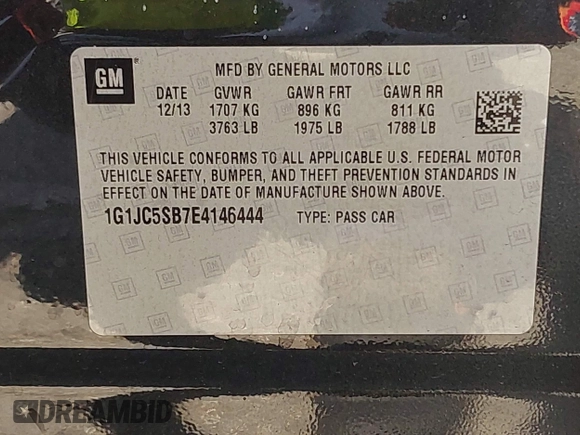 GM ® MFD BY GENERAL MOTORS LLC
DATE GVWR GAWR FRT GAWR RR
12/13 1707 KG 896 KG 811 KG
3763 LB 1975 LB 1788 LB
THIS VEHICLE CONFORMS TO ALL APPLICABLE U.S. FEDERAL MOTOR
VEHICLE SAFETY, BUMPER, AND THEFT PREVENTION STANDARDS IN
EFFECT ON THE DATE OF MANUFACTURE SHOWN ABOVE.
1G1JC5SB7E4146444 TYPE: PASS CAR
DREAMBID